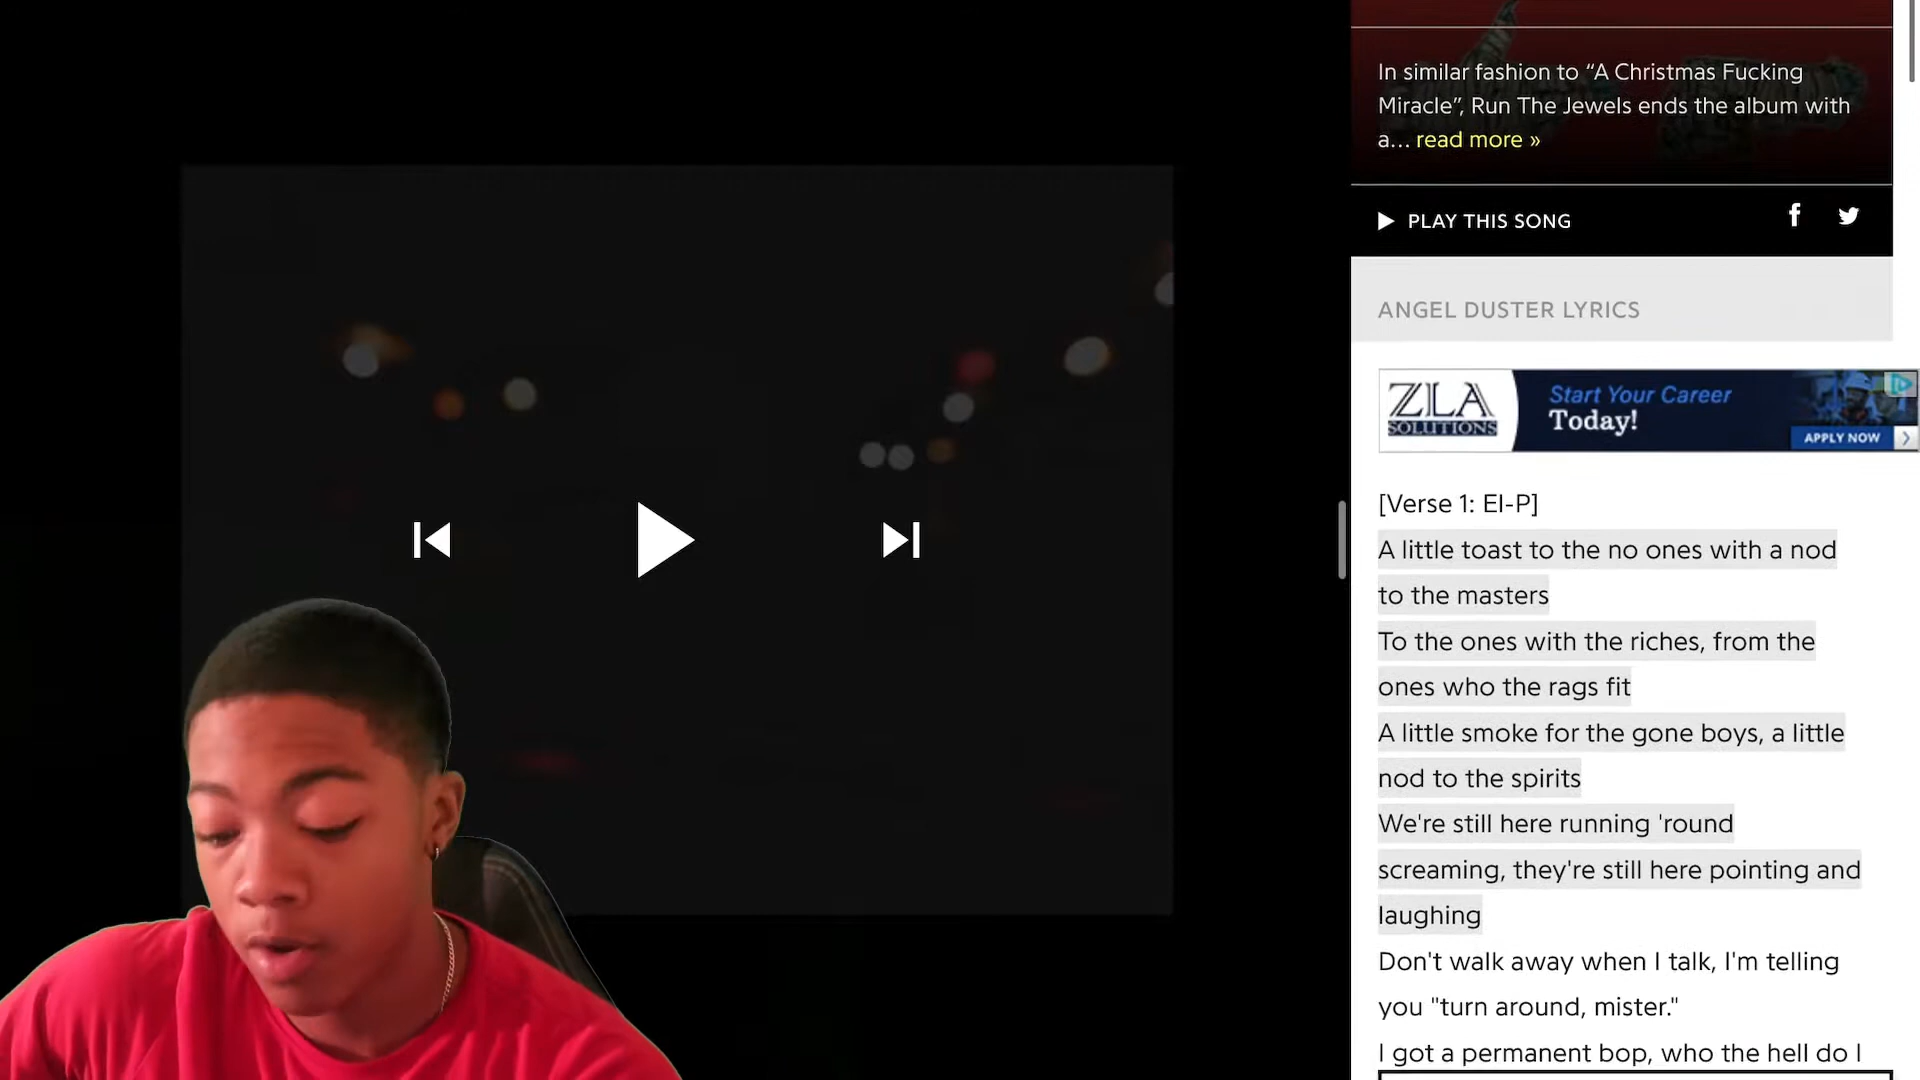 In similar fashion to “A Christmas Fucking
Miracle”, Run The Jewels ends the album with
a... read more »
PLAY THIS SONG
ANGEL DUSTER LYRICS
ZLA
SOLUTIONS
Start Your Career
Today!
APPLY NOW
[Verse 1: El-P]
A little toast to the no ones with a nod
to the masters
To the ones with the riches, from the
ones who the rags fit
A little smoke for the gone boys, a little
nod to the spirits
We're still here running 'round
screaming, they're still here pointing and
laughing
Don't walk away when I talk, I'm telling
you "turn around, mister."
I got a permanent bop, who the hell do I